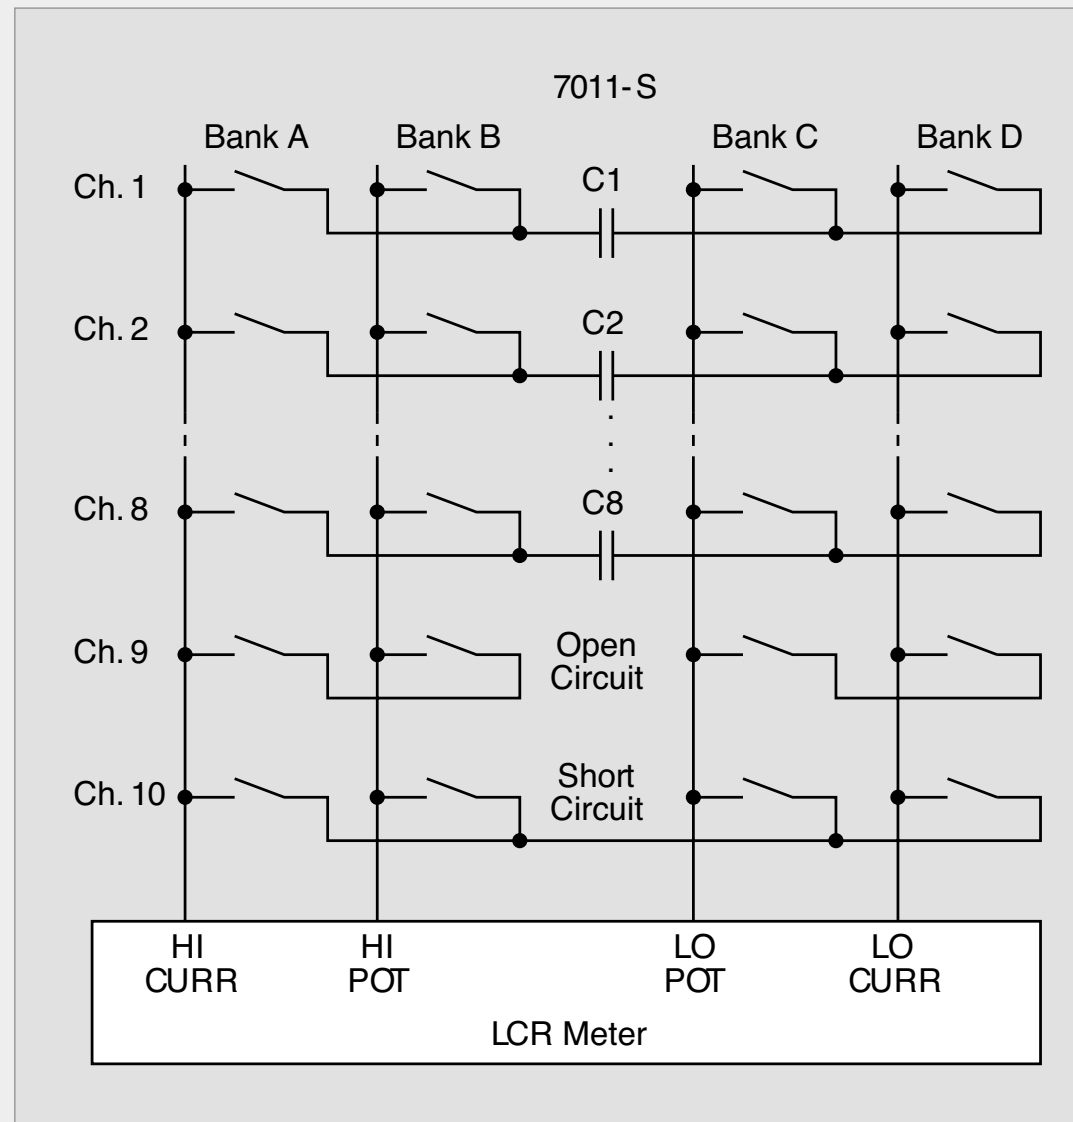 7011-S
Bank A Bank B Bank C Bank D
Ch. 1
C1
Ch. 2
C2
Ch. 8
C8
Ch. 9
Open
Circuit
Ch. 10
Short
Circuit
HI
CURR
HI
POT
LO
POT
LO
CURR
LCR Meter